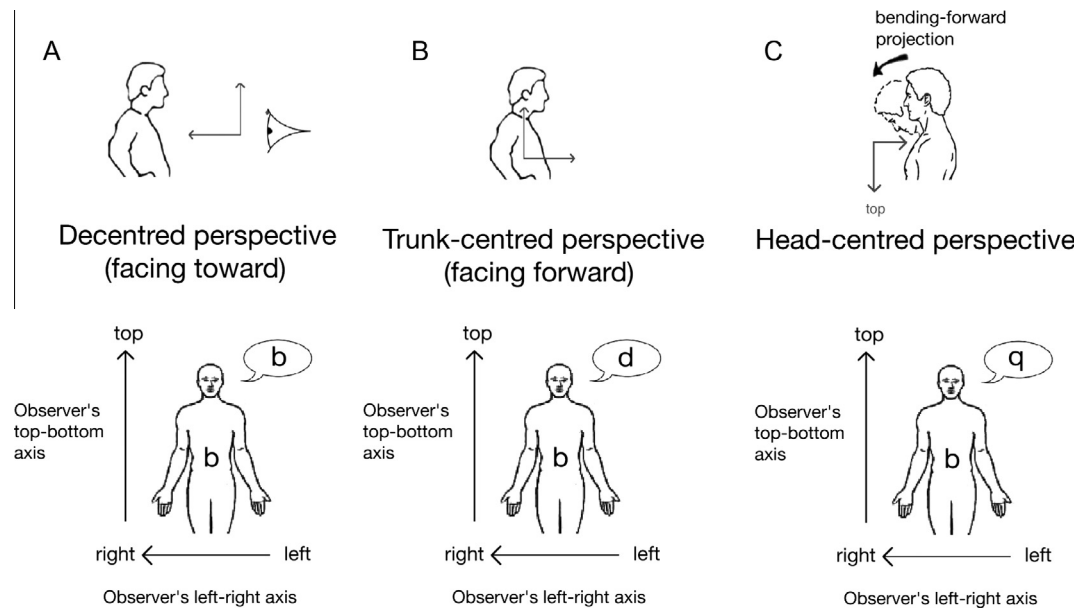 A
B
C
bending-forward
projection
top
Decentred perspective
(facing toward)
Trunk-centred perspective
(facing forward)
Head-centred perspective
top
b
Observer's
top-bottom
axis
b
right
left
Observer's left-right axis
top
d
Observer's
top-bottom
axis
b
right
left
Observer's left-right axis
top
q
Observer's
top-bottom
axis
b
right
left
Observer's left-right axis